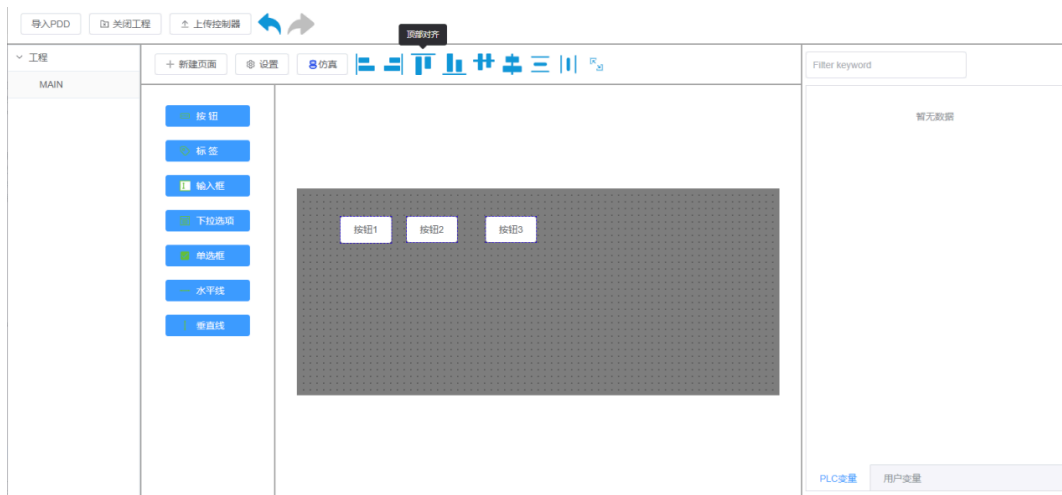 导入PDD 关闭工程 上传控制器
顶部对齐
工程
MAIN
新建页面 设置 仿真
Filter keyword
暂无数据
按钮
标签
输入框
下拉选项
单选框
水平线
垂直线
按钮1 按钮2 按钮3
PLC变量 用户变量